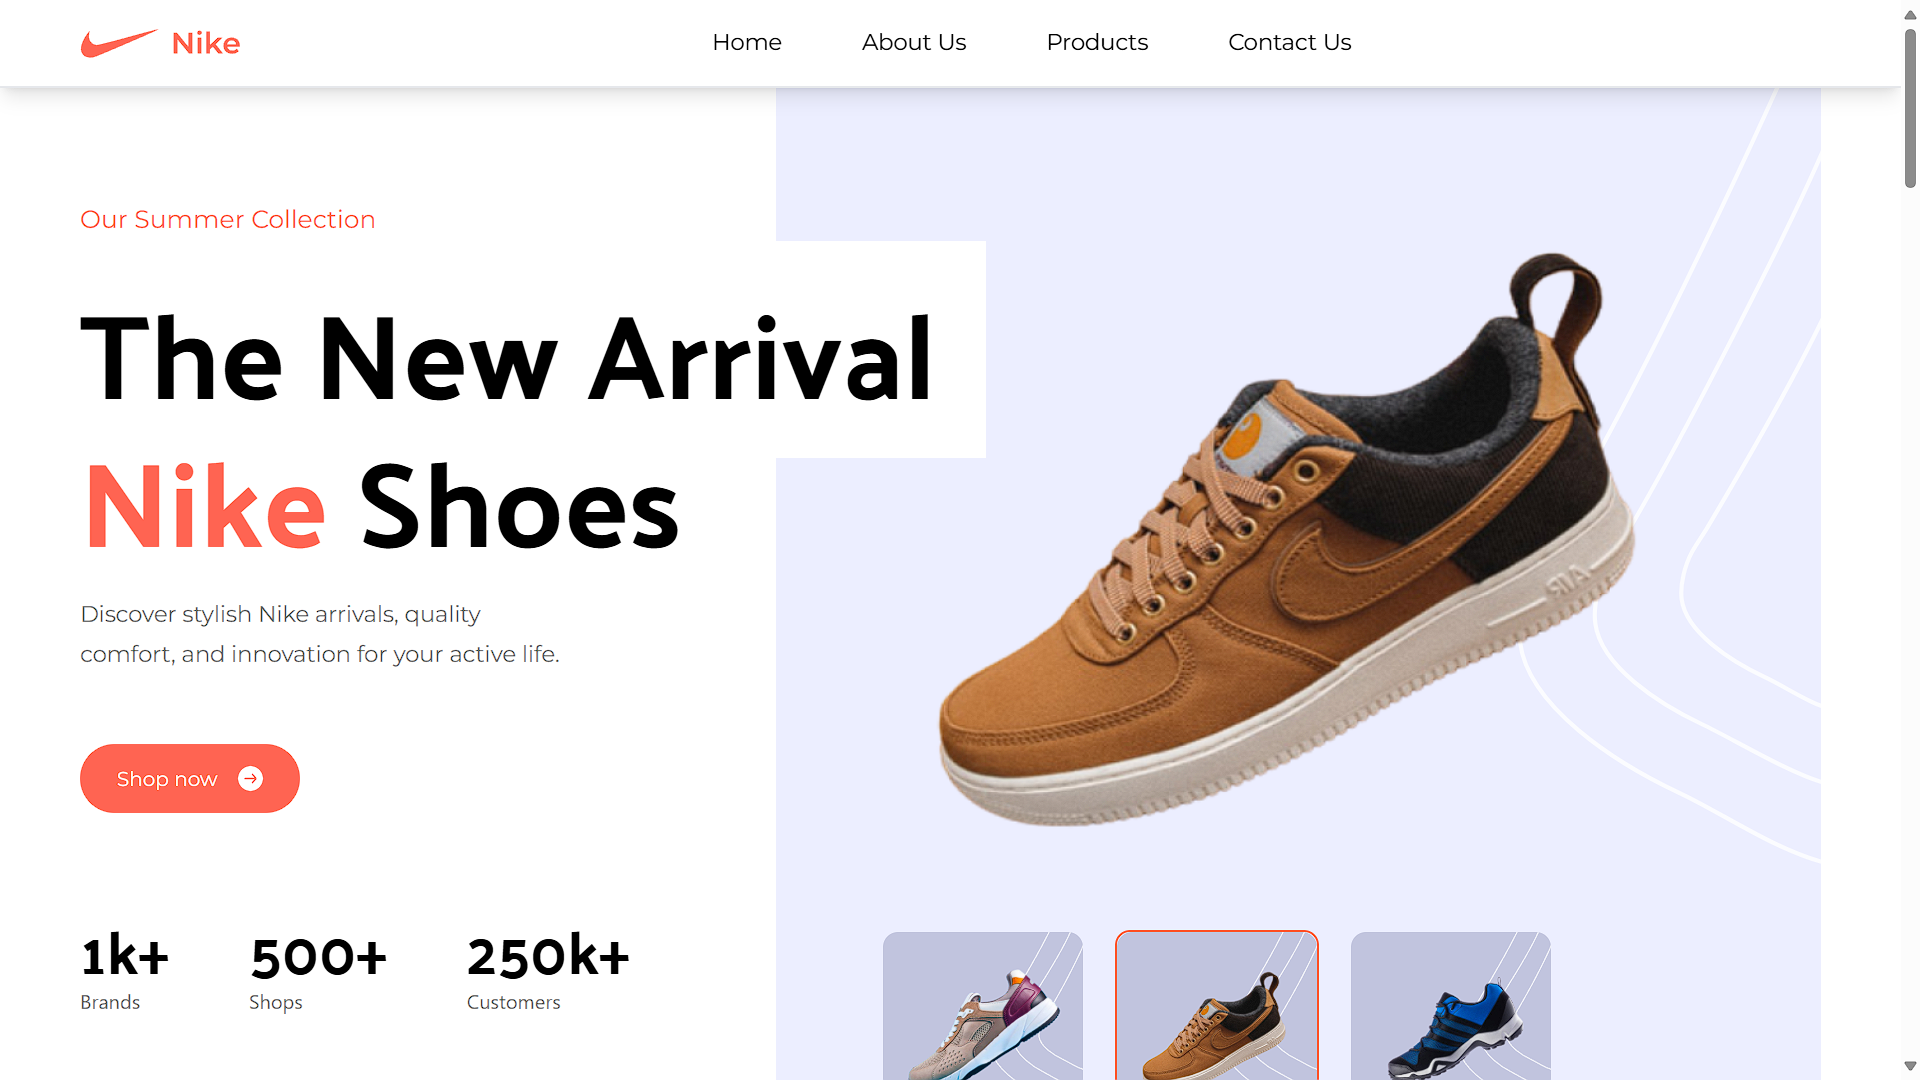 Nike
Home
About Us
Products
Contact Us
Our Summer Collection
The New Arrival
Nike Shoes
Discover stylish Nike arrivals, quality
comfort, and innovation for your active life.
Shop now
1k+
Brands
500+
Shops
250k+
Customers
AIR